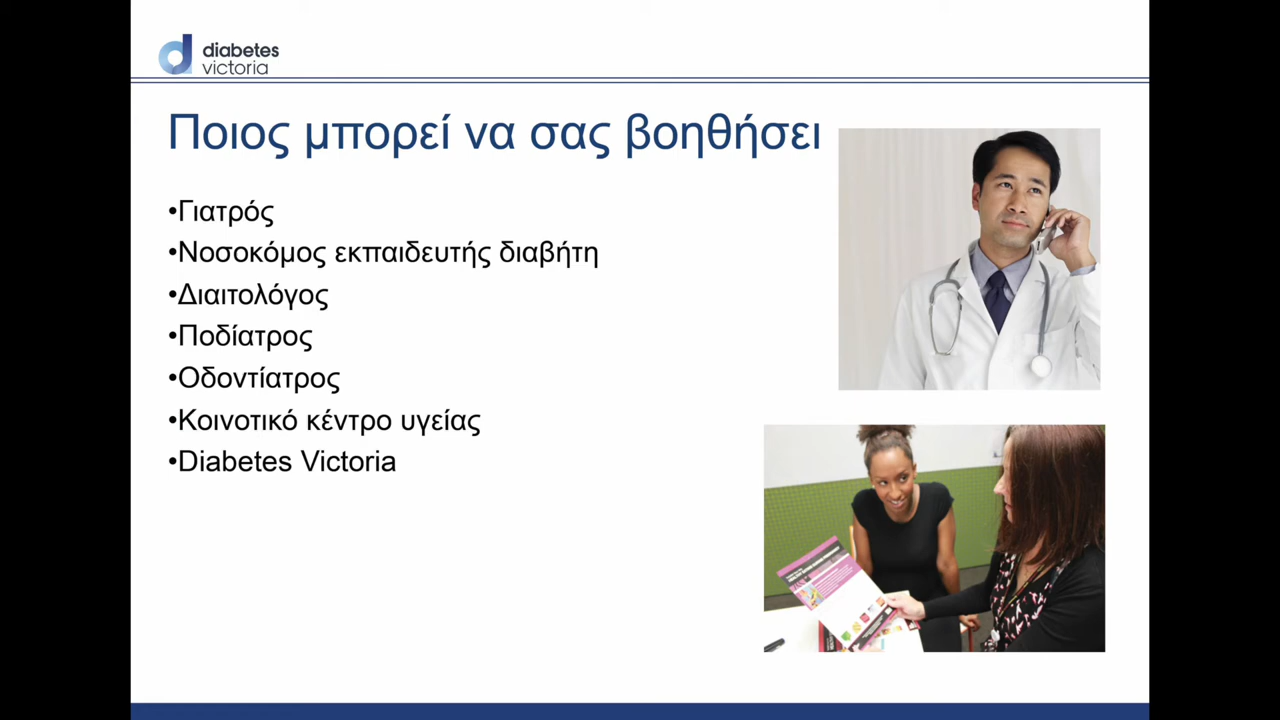 diabetes
victoria
Ποιος μπορεί να σας βοηθήσει
•Γιατρός
•Νοσοκόμος εκπαιδευτής διαβήτη
•Διαιτολόγος
•Ποδίατρος
•Οδοντίατρος
•Κοινοτικό κέντρο υγείας
•Diabetes Victoria